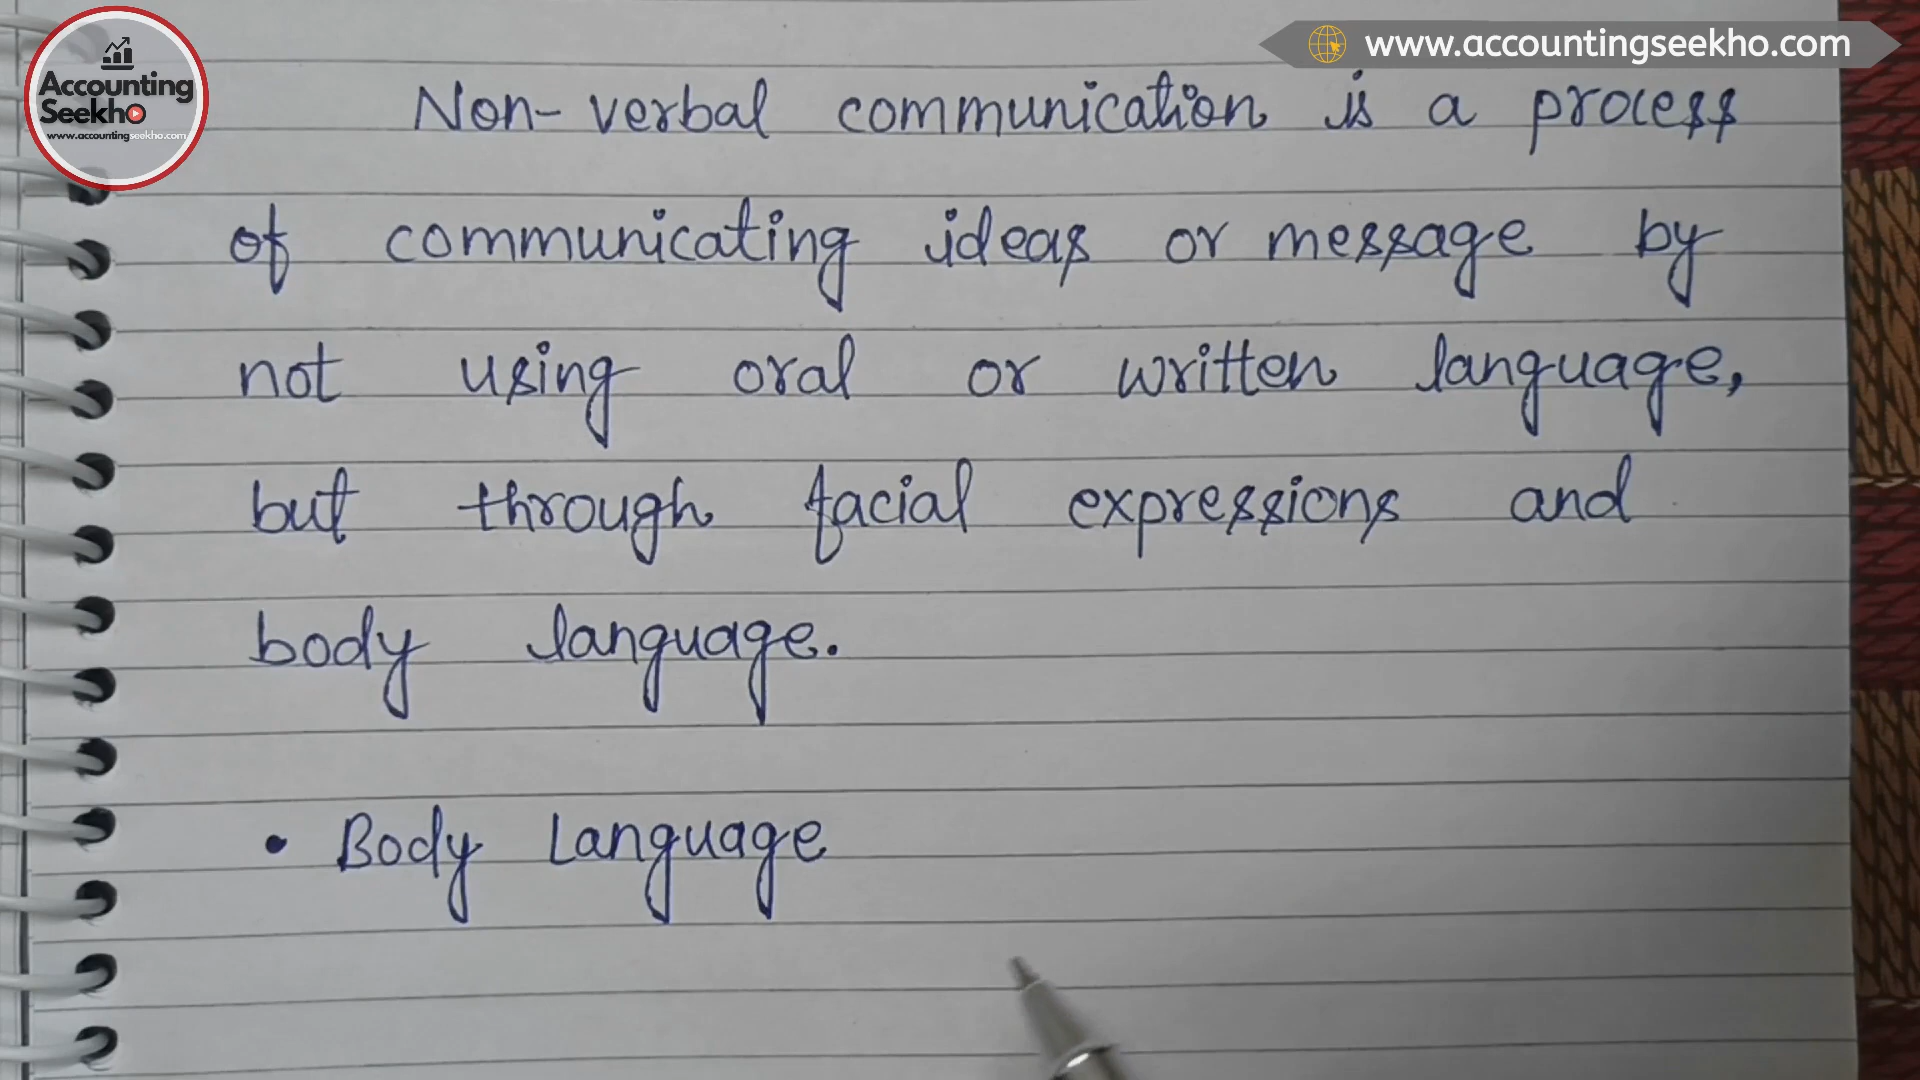 Accounting
Seekho
www.accountingseekho.com
www.accountingseekho.com
Non-verbal communication is a process
of communicating ideas or message by
not using oral or written language,
but through facial expressions and
body language.
• Body Language